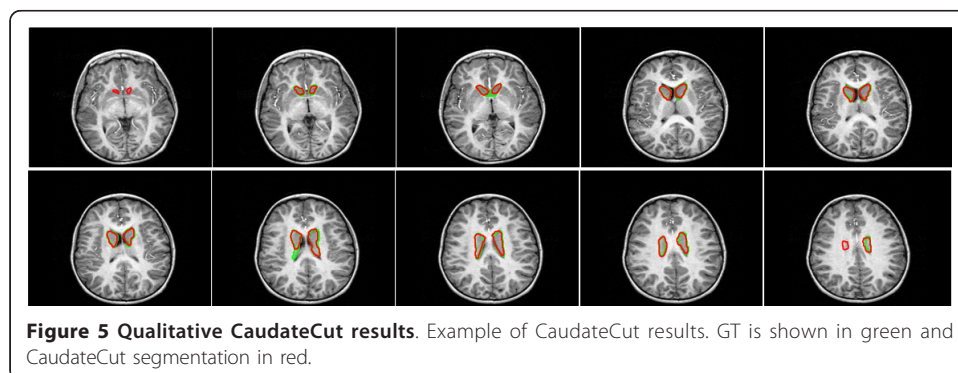 Figure 5 Qualitative CaudateCut results. Example of CaudateCut results. GT is shown in green and
CaudateCut segmentation in red.